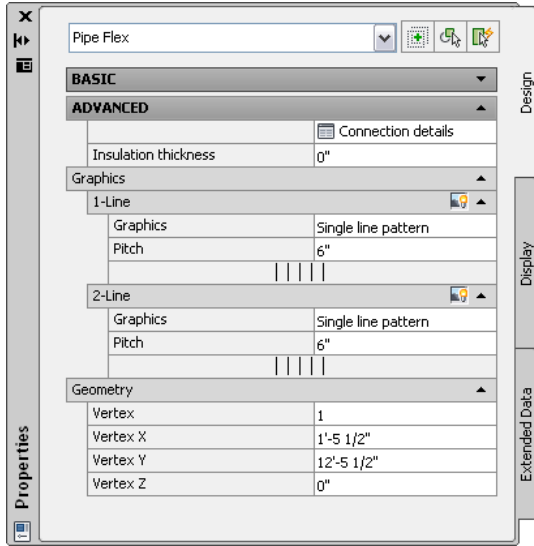 Pipe Flex
BASIC
ADVANCED
Connection details
Insulation thickness 0"
Graphics
1-Line
Graphics Single line pattern
Pitch 6"
2-Line
Graphics Single line pattern
Pitch 6"
Geometry
Vertex 1
Vertex X 1'-5 1/2"
Vertex Y 12'-5 1/2"
Vertex Z 0"
Design
Display
Extended Data
Properties